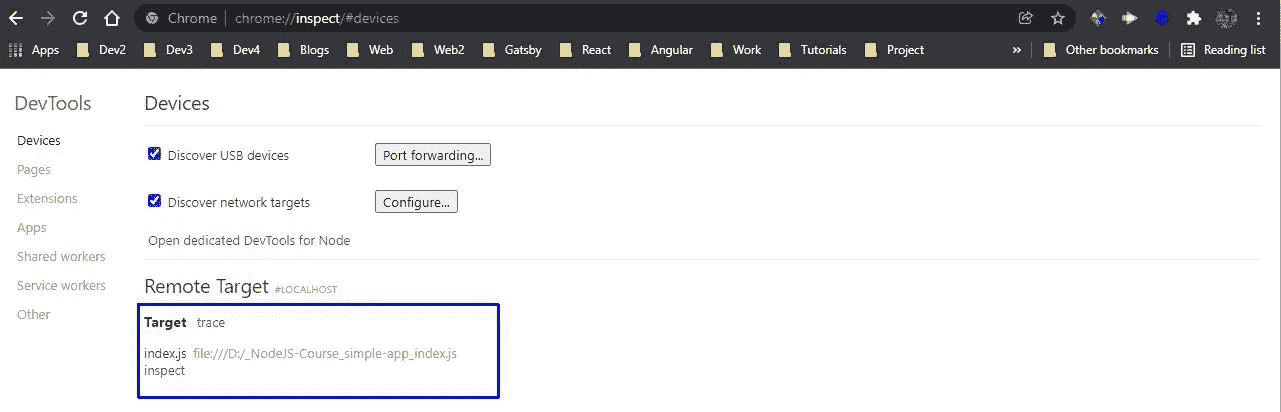 Chrome | chrome://inspect/#devices
Apps Dev2 Dev3 Dev4 Blogs Web Web2 Gatsby React Angular Work Tutorials Project » Other bookmarks Reading list
DevTools
Devices
Pages
Extensions
Apps
Shared workers
Service workers
Other
Devices
Discover USB devices Port forwarding...
Discover network targets Configure...
Open dedicated DevTools for Node
Remote Target #LOCALHOST
Target trace
index.js file:///D:/_NodeJS-Course_simple-app_index.js
inspect